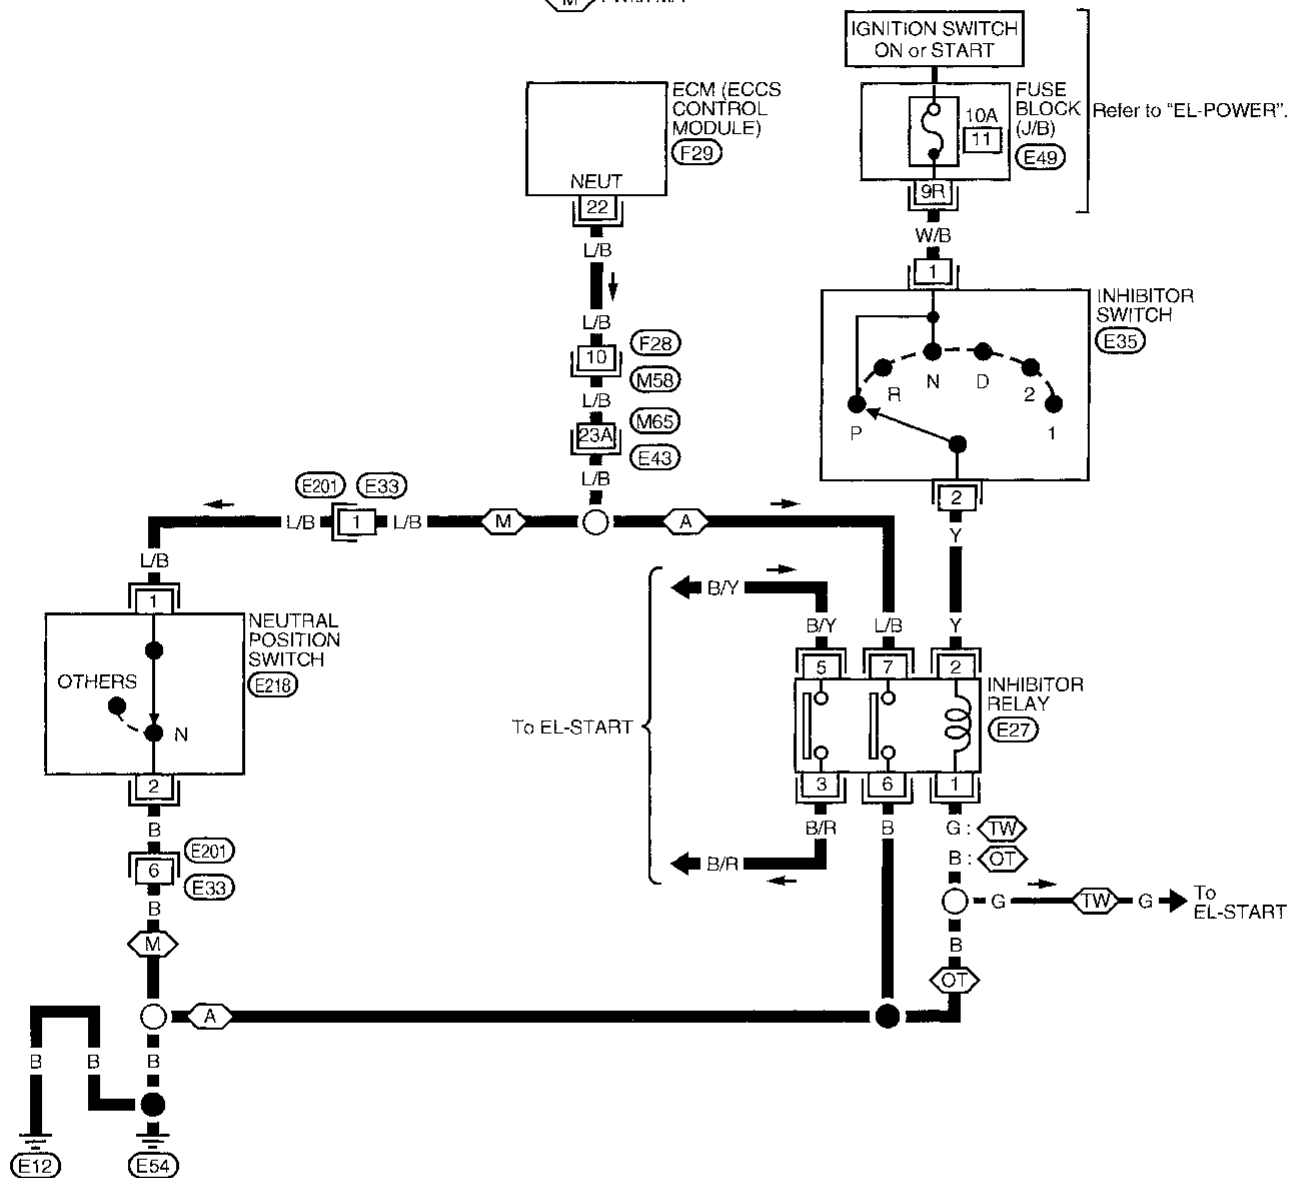 M
IGNITION SWITCH
ON or START
ECM (ECCS
CONTROL
MODULE)
F29
NEUT
22
FUSE
BLOCK
(J/B)
E49
10A
11
9R
Refer to "EL-POWER".
L/B
W/B
1
INHIBITOR
SWITCH
E35
L/B
10
F28
M58
R
N
D
2
P
1
L/B
23A
M65
E43
L/B
2
E201
E33
L/B
1
L/B
M
A
Y
L/B
1
NEUTRAL
POSITION
SWITCH
E218
OTHERS
N
2
B/Y
B/Y
L/B
Y
5
7
2
INHIBITOR
RELAY
E27
To EL-START
3
6
1
B/R
B
G : TW
B : OT
B/R
B
E201
6
E33
B
M
G
TW
G
To
EL-START
B
OT
A
B
B
B
E12
E54